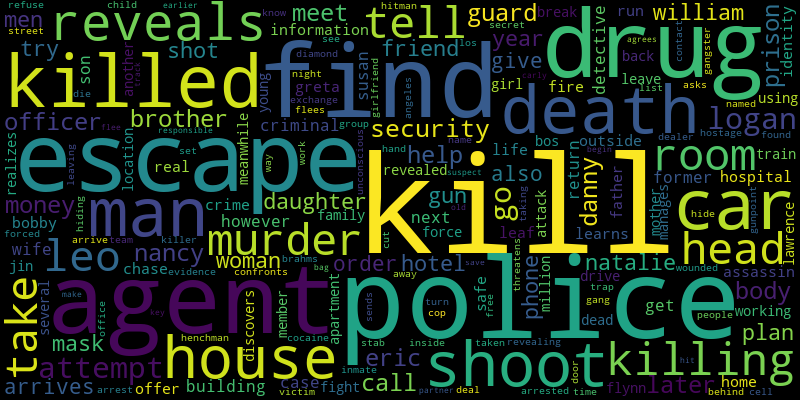 refuse child earlier hitman know break run william
men reveals meet tell guard secret
street information year detective prison identity
try another shot friend back
killed son diamond find give drug
see agrees gangster contact los asks
night susan girlfriend girl fire leave list using
crack greta angeles
die young exchange carly named
officer brother flees security death logan
flee criminal group hostage found
realizes responsible meanwhile unconscious hand name dealer
location set way work life bos outside room train
escape help also kill begin
leaving real revealed suspect return former hospital
money daughter gun go danny father mother manages car
hiding crime family old taking attack hide gunpoint
bobby however next force leaf learns lawrence
forced man murder cut head
wife arrive team killer nancy woman order hotel natalie
leo confronts brahms threatens wounded assassin
jin chase evidence bag away phone million drive body
take several make agent discovers apartment save safe trap
office member sends free turn cop police get gang people working
mask house key plan
henchman cocaine stab inside taken revealing dead
attempt eric shoot door killing
arrives offer building case fight call inmate hit flynn later home
arrest victim partner deal arrested time behind cell